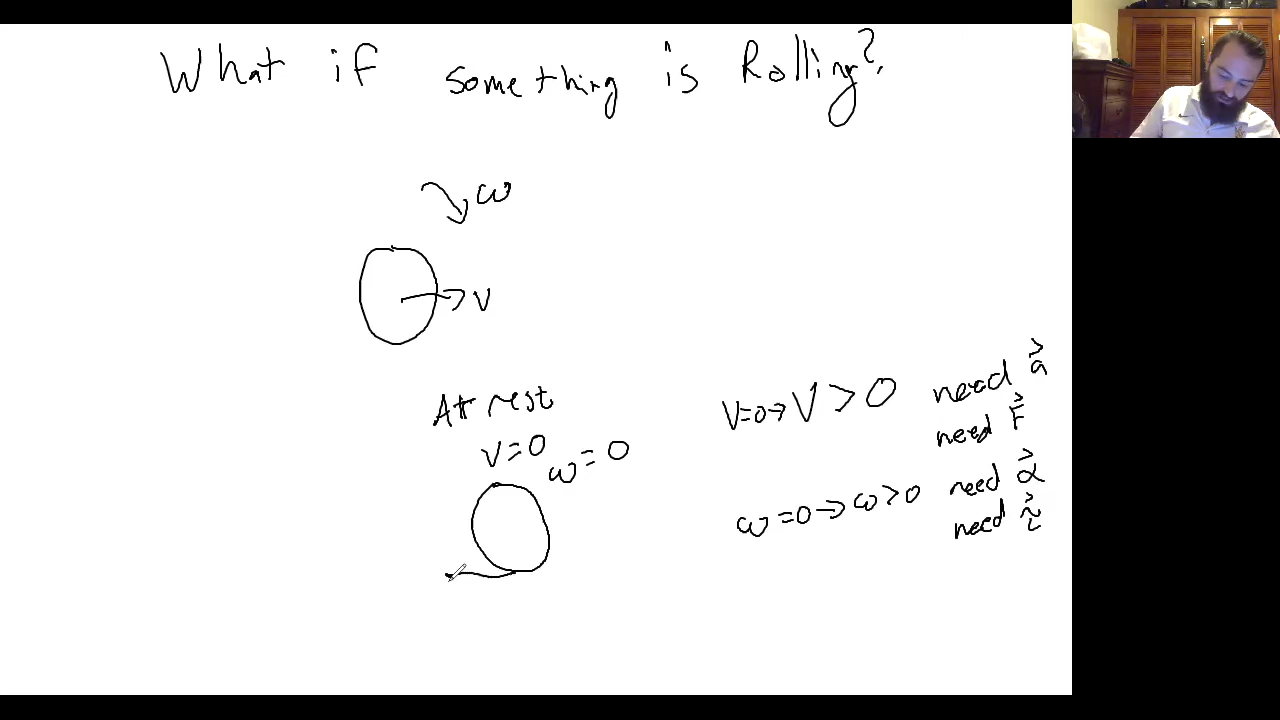 What if something is Rolling?
ω
v
At rest
v=0
ω=0
V=0→V>0 need a⃗
need F⃗
ω=0→ω>0 need α⃗
need τ⃗